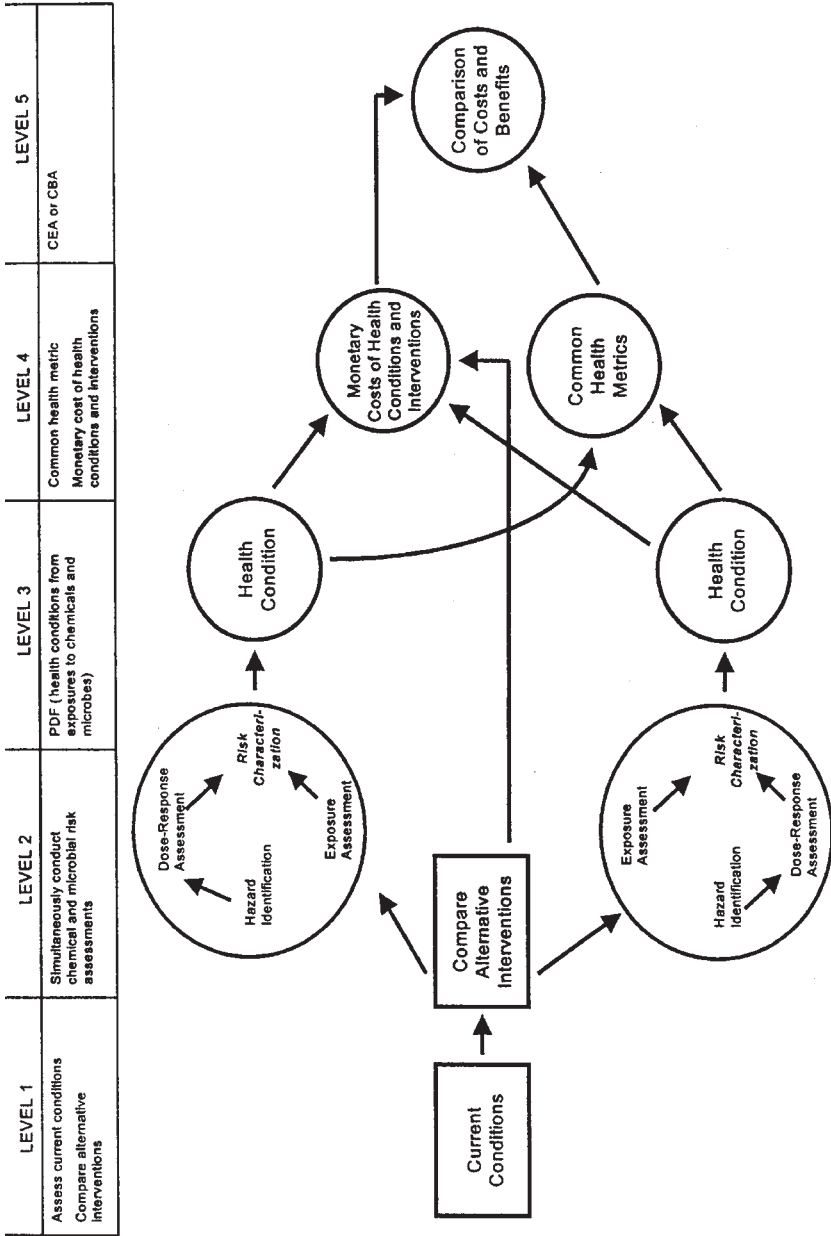 LEVEL 1
LEVEL 2
LEVEL 3
LEVEL 4
LEVEL 5
Assess current conditions
Compare alternative
Interventions
Simultaneously conduct
chemical and microbial risk
assessments
PDF ( health conditions from
exposures to chemicals and
microbes)
Common health metric
Monetary cost of health
conditions and interventions
CEA or CBA
Current
Conditions
Compare
Alternative
Interventions
Dose-Response
Assessment
Hazard
Identification
Exposure
Assessment
Risk
Characteri-
zation
Health
Condition
Monetary
Costs of Health
Conditions and
Interventions
Comparison
of Costs and
Benefits
Exposure
Assessment
Hazard
Identification
Dose-Response
Assessment
Risk
Characteri-
zation
Health
Condition
Common
Health
Metrics